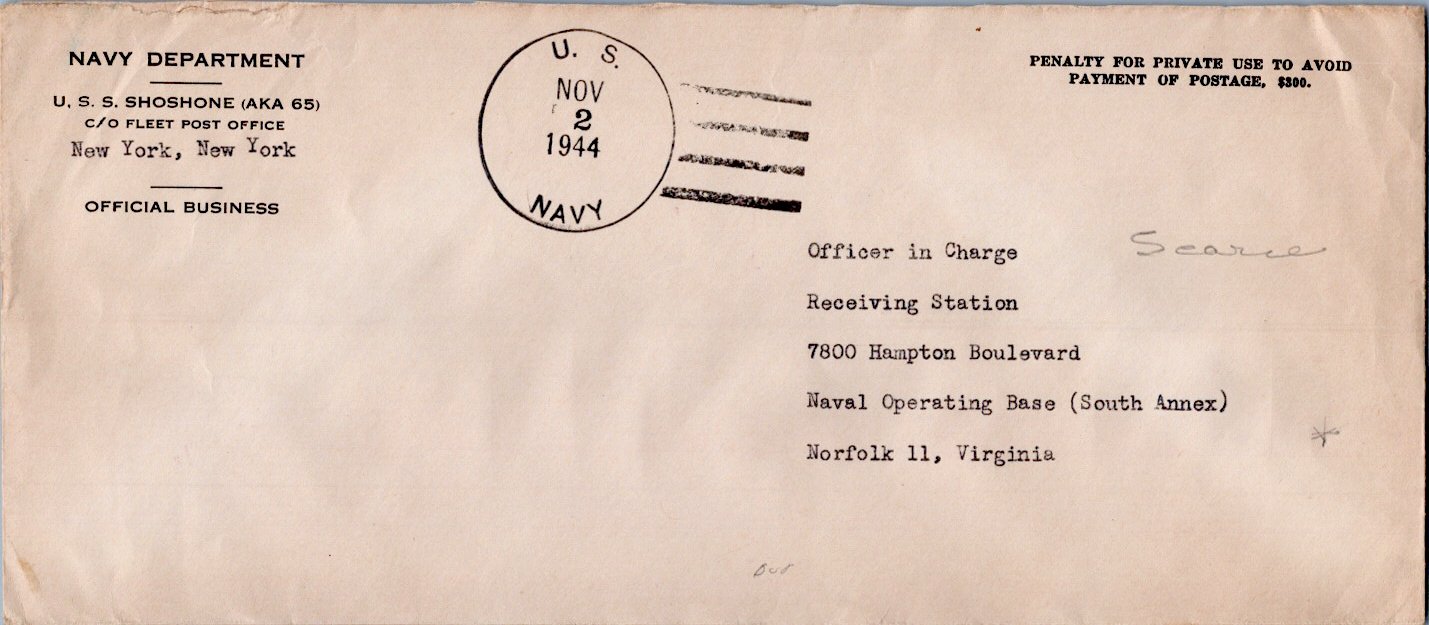 NAVY DEPARTMENT
U. S. S. SHOSHONE (AKA 65)
C/O FLEET POST OFFICE
New York, New York
OFFICIAL BUSINESS
U. S.
NOV
2
1944
NAVY
PENALTY FOR PRIVATE USE TO AVOID
PAYMENT OF POSTAGE, $300.
Officer in Charge
Receiving Station
7800 Hampton Boulevard
Naval Operating Base (South Annex)
Norfolk 11, Virginia
Scarce